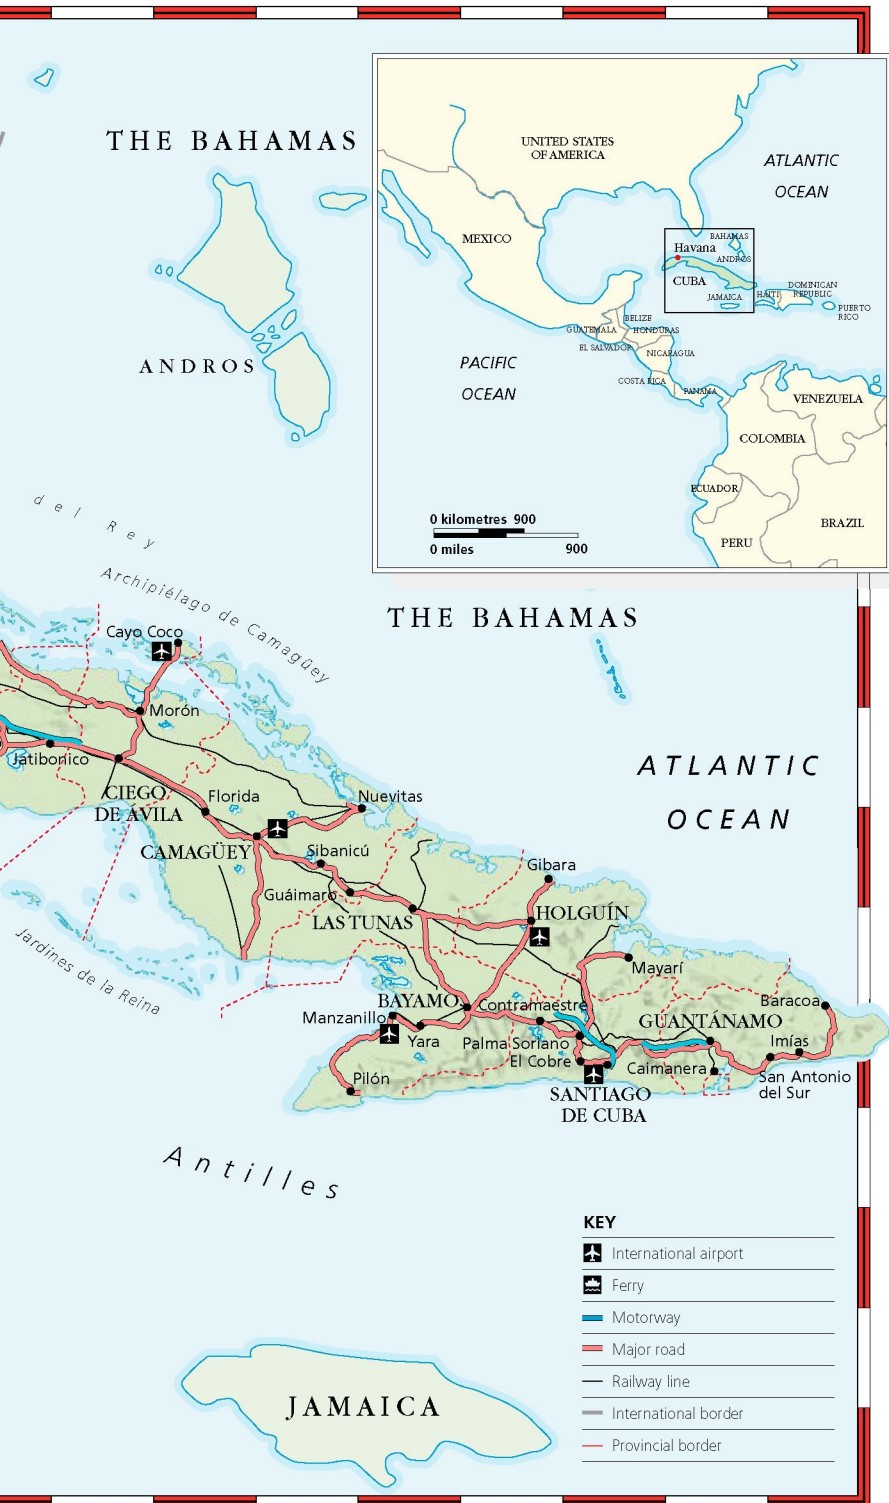 THE BAHAMAS
ANDROS
UNITED STATES
OF AMERICA
ATLANTIC
OCEAN
MEXICO
BAHAMAS
Havana
ANDROS
CUBA
JAMAICA
HAITI
DOMINICAN
REPUBLIC
PUERTO
RICO
BELIZE
GUATEMALA
HONDURAS
EL SALVADOR
NICARAGUA
COSTA RICA
PANAMA
PACIFIC
OCEAN
VENEZUELA
COLOMBIA
ECUADOR
PERU
BRAZIL
0 kilometres 900
0 miles 900
del Rey
Archipiélago de Camagüey
THE BAHAMAS
Cayo Coco
Morón
Jatibonico
CIEGO
DE ÁVILA
Florida
Nuevitas
ATLANTIC
OCEAN
CAMAGÜEY
Sibanicú
Guáimaro
Gibara
LAS TUNAS
HOLGUÍN
Jardines de la Reina
Mayarí
BAYAMO
Contramaestre
Baracoa
Manzanillo
Yara
GUANTÁNAMO
Palma Soriano
El Cobre
Imías
Caimanera
Pilón
San Antonio
del Sur
SANTIAGO
DE CUBA
Antilles
KEY
International airport
Ferry
Motorway
Major road
Railway line
International border
Provincial border
JAMAICA